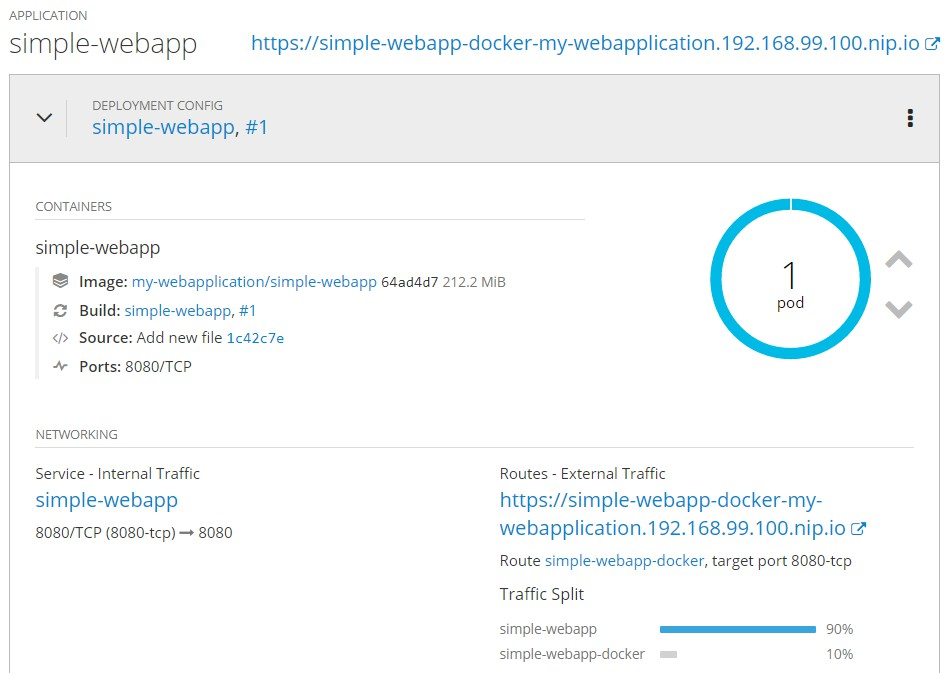 APPLICATION
simple-webapp https://simple-webapp-docker-my-webapplication.192.168.99.100.nip.io
DEPLOYMENT CONFIG
simple-webapp, #1
CONTAINERS
simple-webapp
Image: my-webapplication/simple-webapp 64ad4d7 212.2 MiB
Build: simple-webapp, #1
Source: Add new file 1c42c7e
Ports: 8080/TCP
1
pod
NETWORKING
Service - Internal Traffic
simple-webapp
8080/TCP (8080-tcp) → 8080
Routes - External Traffic
https://simple-webapp-docker-my-
webapplication.192.168.99.100.nip.io
Route simple-webapp-docker, target port 8080-tcp
Traffic Split
simple-webapp 90%
simple-webapp-docker 10%